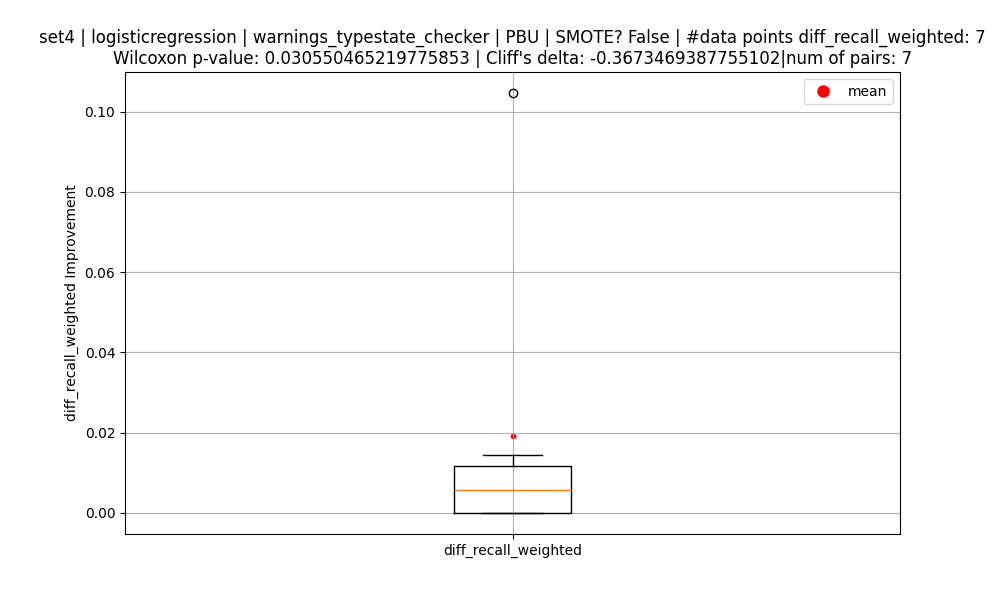 set4 | logisticregression | warnings_typestate_checker | PBU | SMOTE? False | #data points diff_recall_weighted: 7
Wilcoxon p-value: 0.030550465219775853 | Cliff's delta: -0.3673469387755102|num of pairs: 7
mean
0.10
0.08
0.06
0.04
0.02
0.00
diff_recall_weighted Improvement
diff_recall_weighted